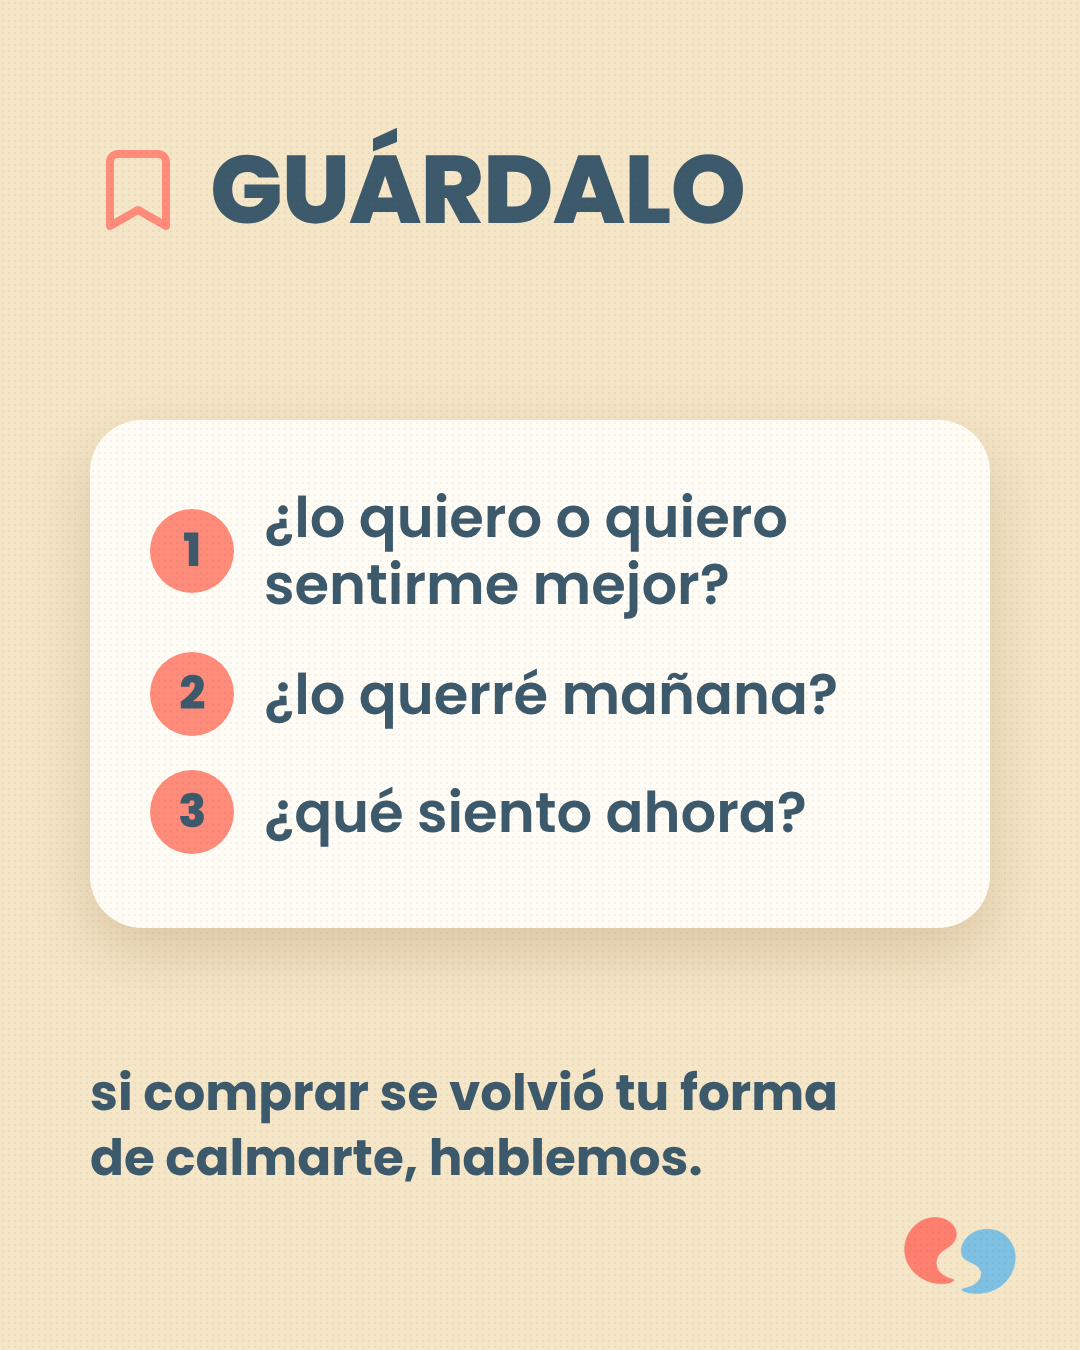 GUÁRDALO
1 ¿lo quiero o quiero
sentirme mejor?
2 ¿lo querré mañana?
3 ¿qué siento ahora?
si comprar se volvió tu forma
de calmarte, hablemos.